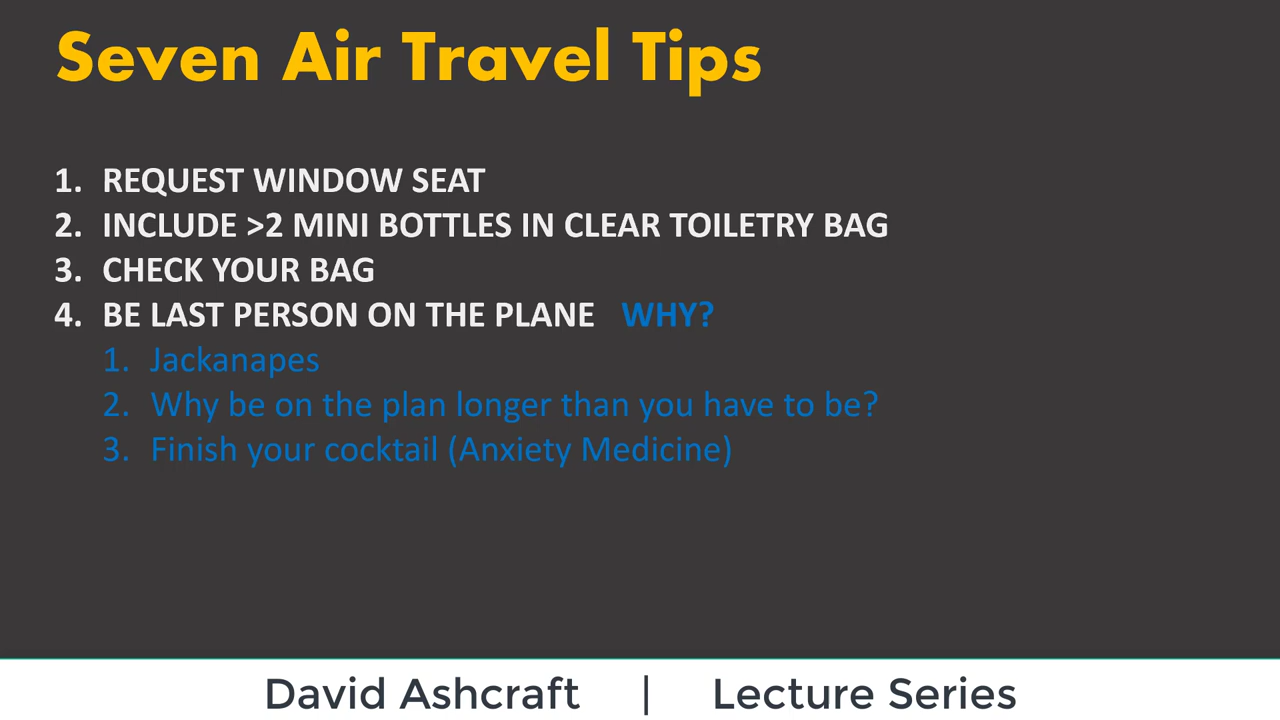 Seven Air Travel Tips
1. REQUEST WINDOW SEAT
2. INCLUDE >2 MINI BOTTLES IN CLEAR TOILETRY BAG
3. CHECK YOUR BAG
4. BE LAST PERSON ON THE PLANE WHY?
1. Jackanapes
2. Why be on the plan longer than you have to be?
3. Finish your cocktail (Anxiety Medicine)
David Ashcraft | Lecture Series